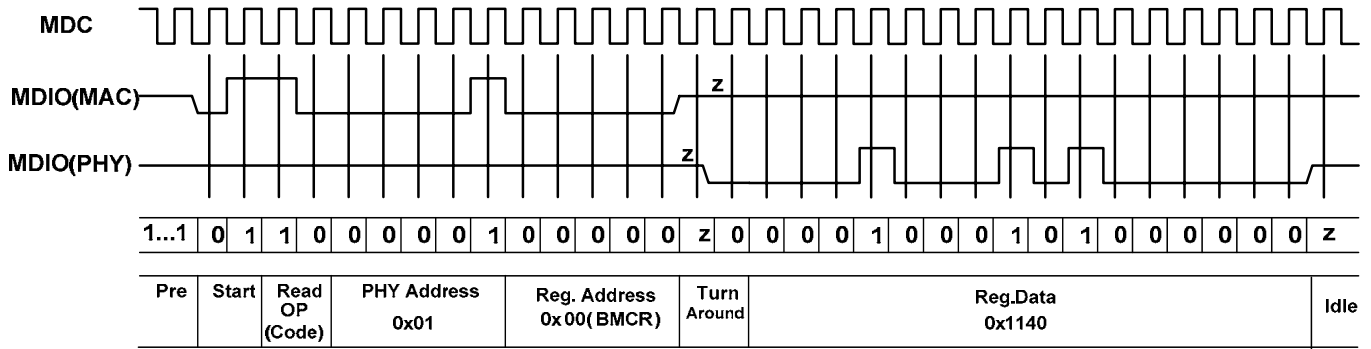 MDC
MDIO(MAC)
z
MDIO(PHY)
z
1...1 0 1 1 0 0 0 0 0 1 0 0 0 0 0 z 0 0 0 0 1 0 0 0 1 0 1 0 0 0 0 0 0 z
Pre Start Read OP (Code) PHY Address 0x01 Reg. Address 0x00(BMCR) Turn Around Reg.Data 0x1140 Idle